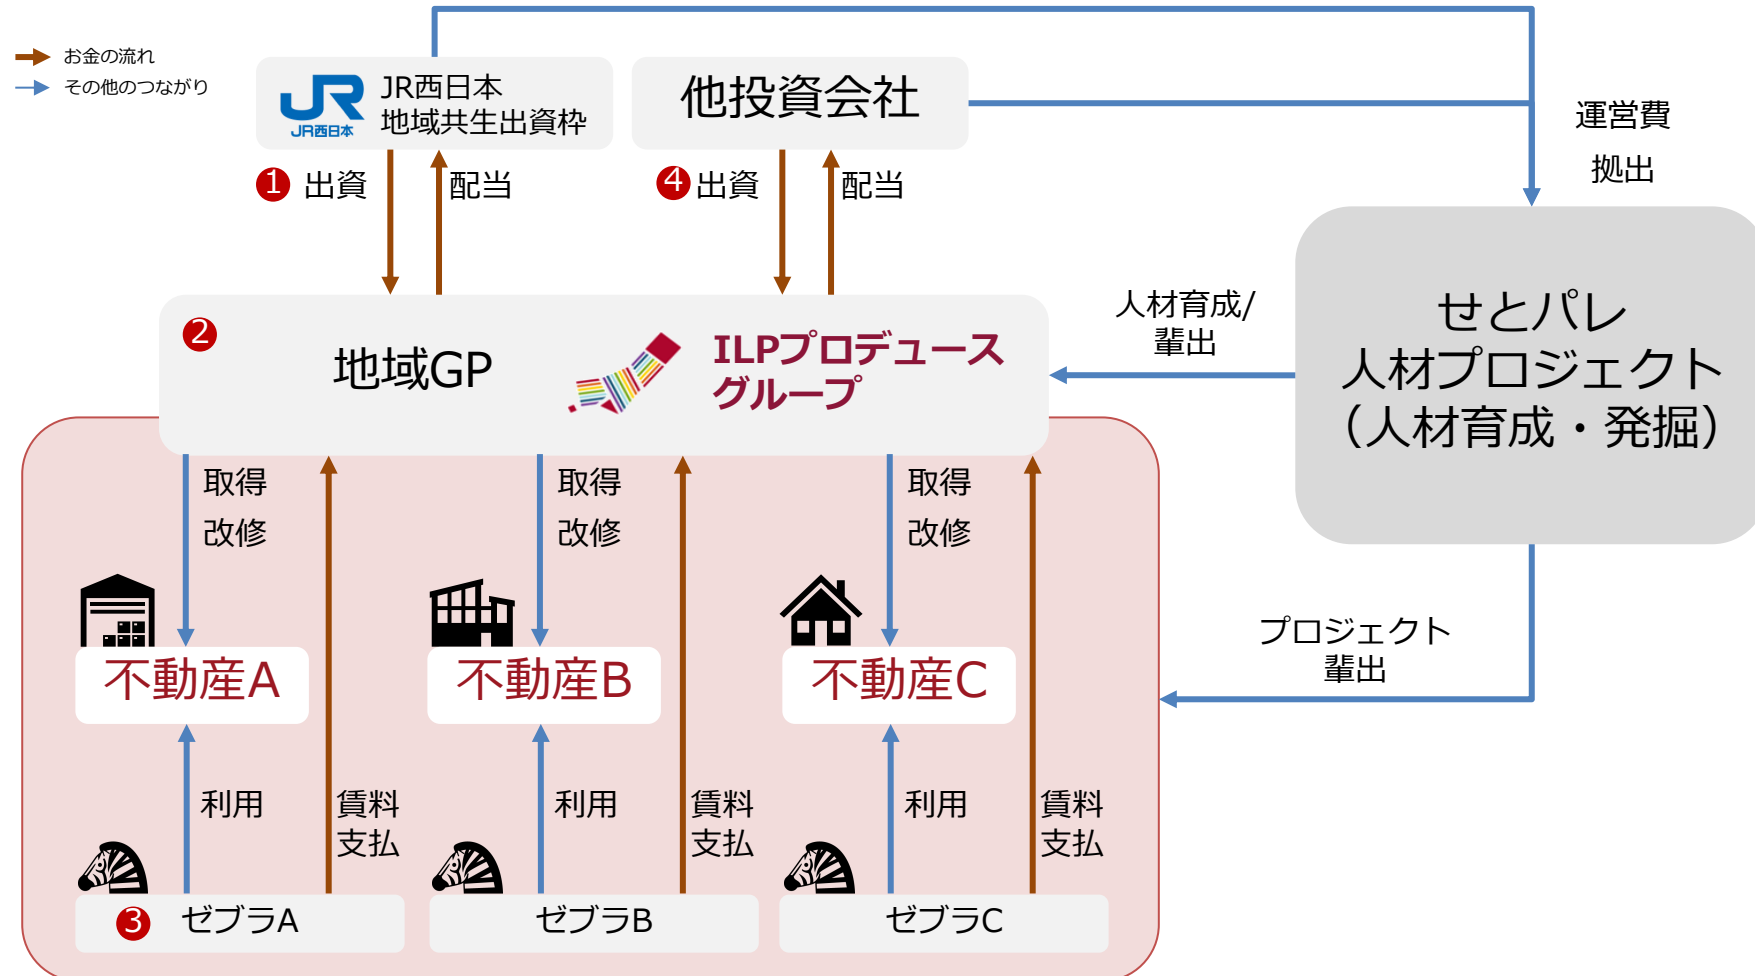 お金の流れ
その他のつながり
JR
JR西日本
JR西日本
地域共生出資枠
他投資会社
運営費
拠出
1 出資
配当
4 出資
配当
2
地域GP
ILPプロデュース
グループ
人材育成/
輩出
せとパレ
人材プロジェクト
（人材育成・発掘）
取得
改修
取得
改修
取得
改修
不動産A
不動産B
不動産C
プロジェクト
輩出
利用
賃料
支払
利用
賃料
支払
利用
賃料
支払
3 ゼブラA
ゼブラB
ゼブラC